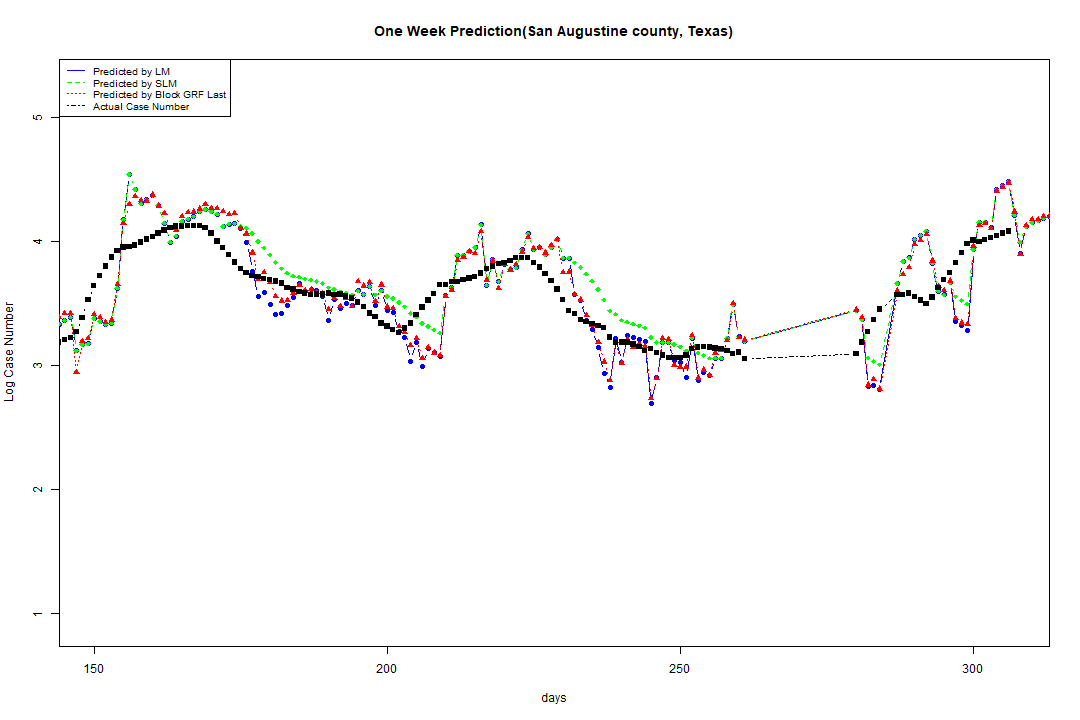 One Week Prediction(San Augustine county, Texas)
Predicted by LM
Predicted by SLM
Predicted by Block GRF Last
Actual Case Number
5
4
3
2
1
Log Case Number
150 200 250 300
days